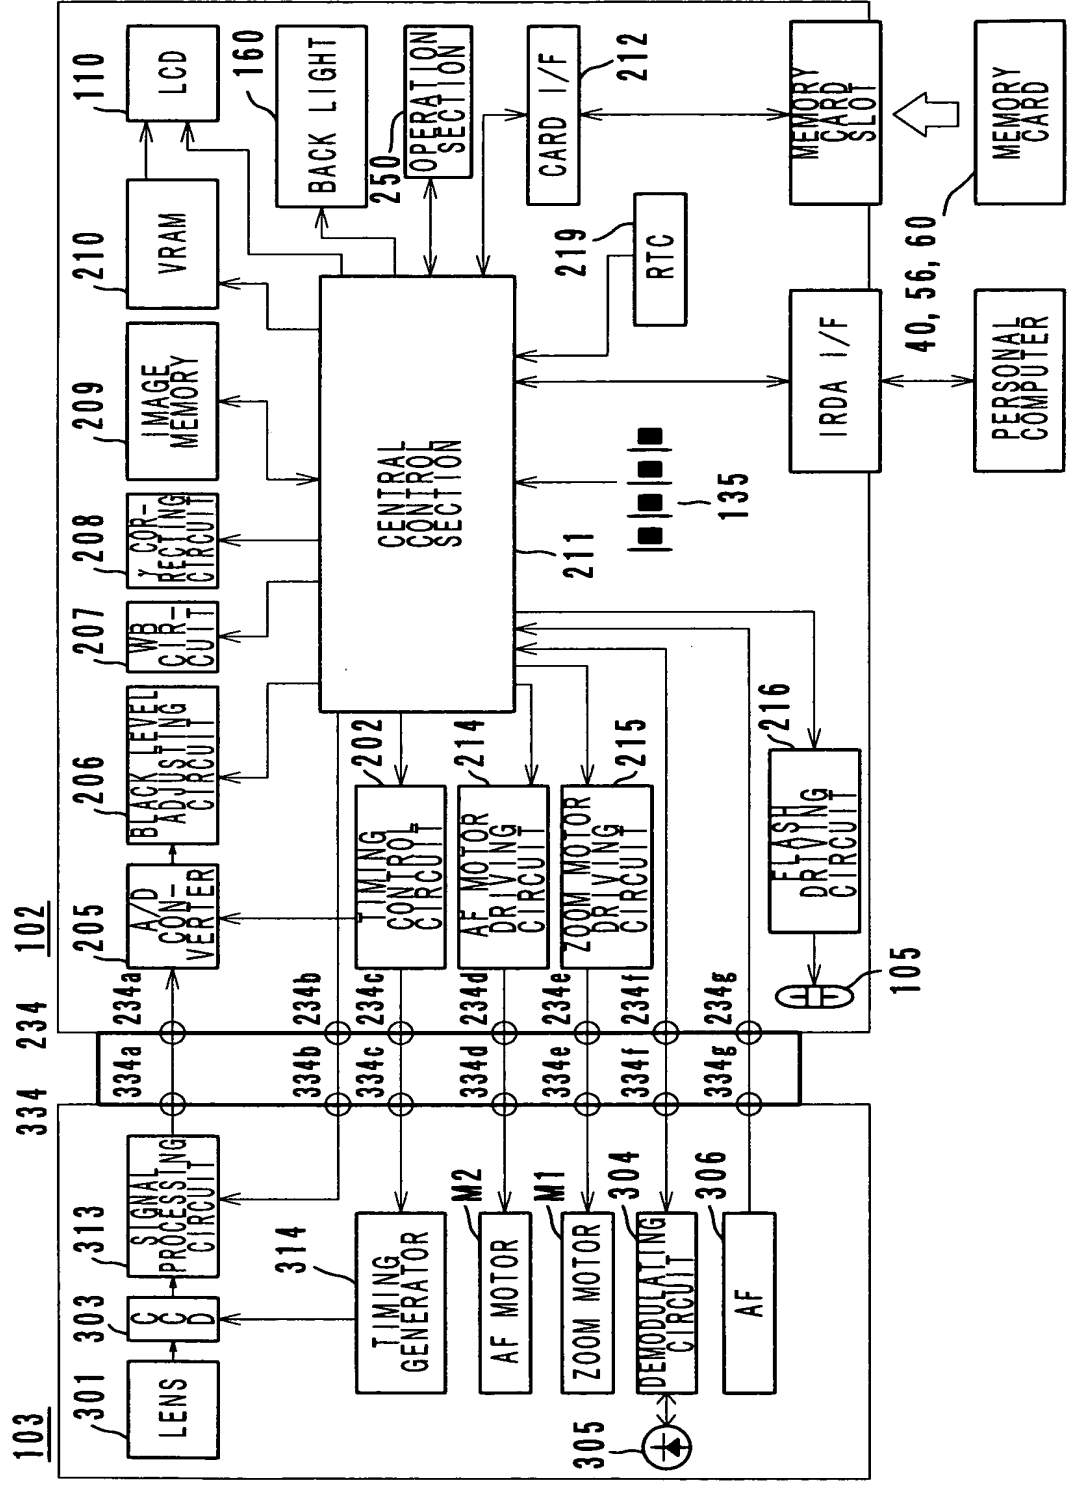 103
334
234
102
301
LENS
303
CCD
313
SIGNAL
PROCESSING
CIRCUIT
334a
234a
205
A/D
CON-
VERTER
206
BLACK LEVEL
ADJUSTING
CIRCUIT
207
WB
CIR-
CUIT
208
γ COR-
RECTING
CIRCUIT
209
IMAGE
MEMORY
210
VRAM
110
LCD
160
BACK LIGHT
250
OPERATION
SECTION
CARD I/F
212
334b
234b
314
TIMING
GENERATOR
334c
234c
202
TIMING
CONTROL
CIRCUIT
CENTRAL
CONTROL
SECTION
211
M2
AF MOTOR
334d
234d
214
AF MOTOR
DRIVING
CIRCUIT
M1
ZOOM MOTOR
334e
234e
215
ZOOM MOTOR
DRIVING
CIRCUIT
219
RTC
305
304
DEMODULATING
CIRCUIT
334f
234f
135
306
AF
334g
234g
105
216
FLASH
DRIVING
CIRCUIT
IRDA I/F
MEMORY
CARD
SLOT
40, 56, 60
PERSONAL
COMPUTER
MEMORY
CARD